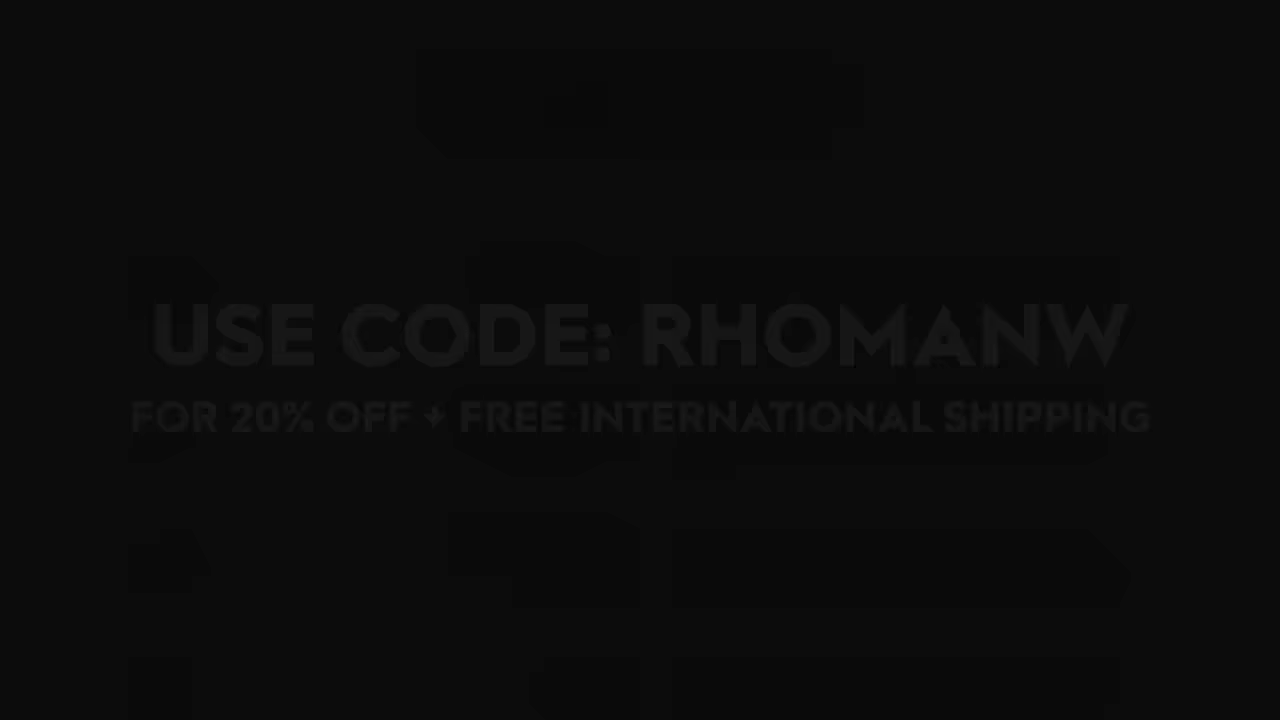 USE CODE: RHOMANW
FOR 20% OFF + FREE INTERNATIONAL SHIPPING